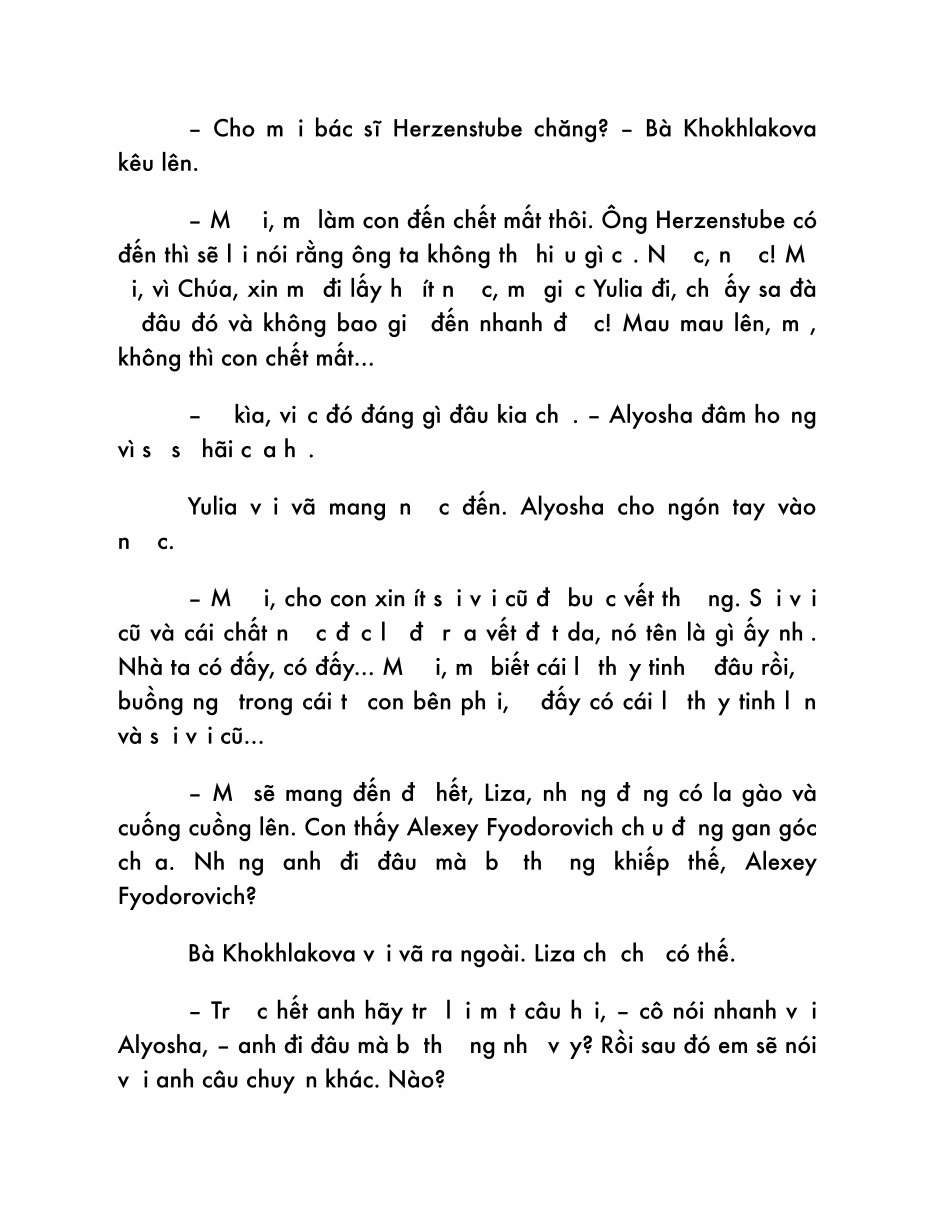 – Cho m i bác sĩ Herzenstube chăng? – Bà Khokhlakova
kêu lên.
– M i, m làm con đến chết mất thôi. Ông Herzenstube có
đến thì sẽ l i nói rằng ông ta không th hi u gì c . N c, n c! M
i, vì Chúa, xin m đi lấy h ít n c, m gi c Yulia đi, ch ấy sa đà
đâu đó và không bao gi đến nhanh đ c! Mau mau lên, m ,
không thì con chết mất...
– kìa, vi c đó đáng gì đâu kia ch . – Alyosha đâm ho ng
vì s s hãi c a h .
Yulia v i vã mang n c đến. Alyosha cho ngón tay vào
n c.
– M i, cho con xin ít s i v i cũ đ bu c vết th ng. S i v i
cũ và cái chất n c đ c l đ r a vết đ t da, nó tên là gì ấy nh .
Nhà ta có đấy, có đấy... M i, m biết cái l th y tinh đâu rồi,
buồng ng trong cái t con bên ph i, đấy có cái l th y tinh l n
và s i v i cũ...
– M sẽ mang đến đ hết, Liza, nh ng đ ng có la gào và
cuống cuồng lên. Con thấy Alexey Fyodorovich ch u đ ng gan góc
ch a. Nh ng anh đi đâu mà b th ng khiếp thế, Alexey
Fyodorovich?
Bà Khokhlakova v i vã ra ngoài. Liza ch ch có thế.
– Tr c hết anh hãy tr l i m t câu h i, – cô nói nhanh v i
Alyosha, – anh đi đâu mà b th ng nh v y? Rồi sau đó em sẽ nói
v i anh câu chuy n khác. Nào?